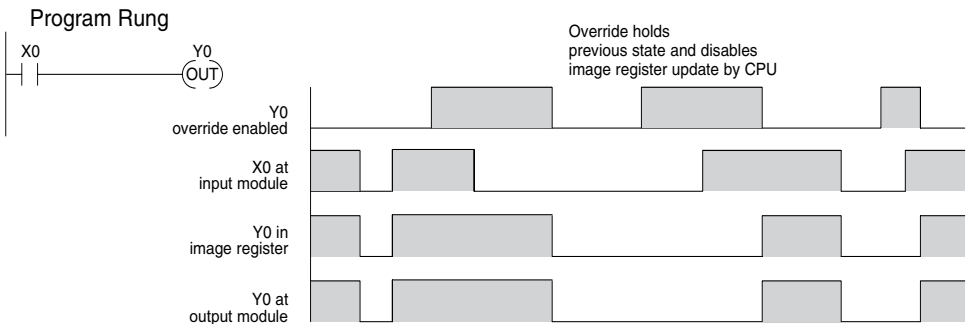 Program Rung
X0
Y0
OUT
Override holds
previous state and disables
image register update by CPU
Y0
override enabled
X0 at
input module
Y0 in
image register
Y0 at
output module